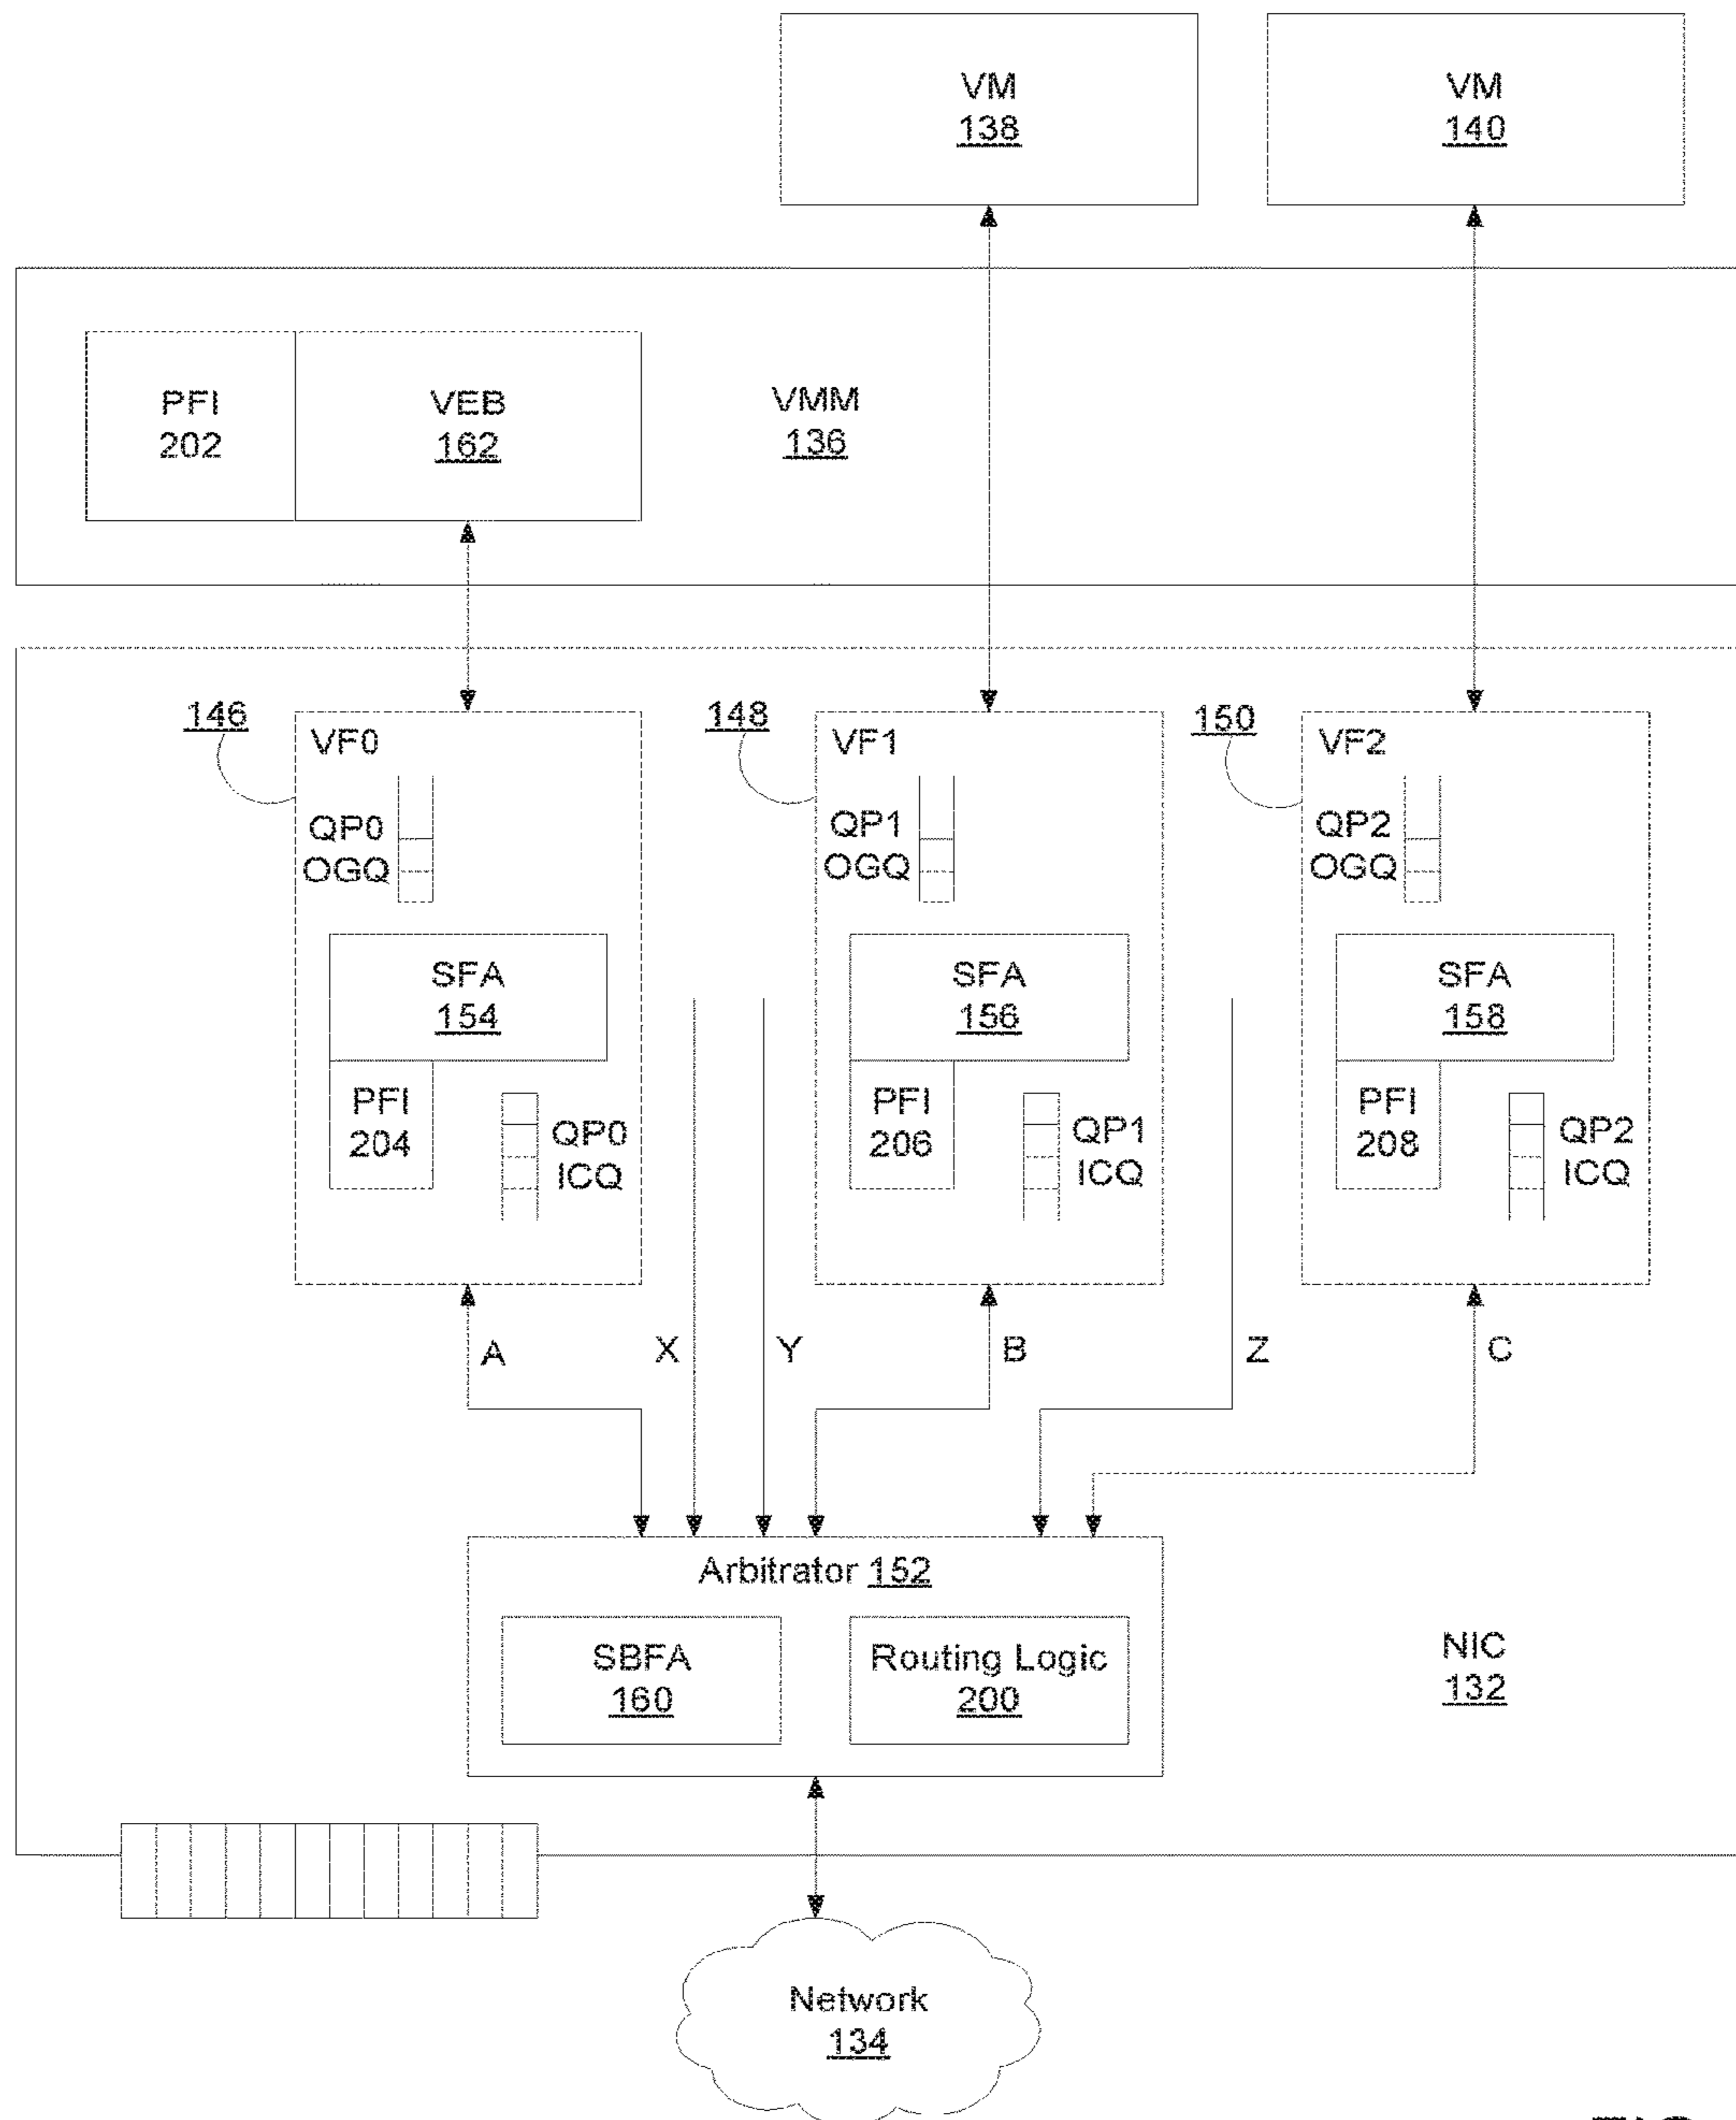 VM
138
VM
140
PFI
202
VEB
162
VMM
136
146
VF0
QP0
OGQ
SFA
154
PFI
204
QP0
ICQ
148
VF1
QP1
OGQ
SFA
156
PFI
206
QP1
ICQ
150
VF2
QP2
OGQ
SFA
158
PFI
208
QP2
ICQ
A
X
Y
B
Z
C
Arbitrator 152
SBFA
160
Routing Logic
200
NIC
132
Network
134